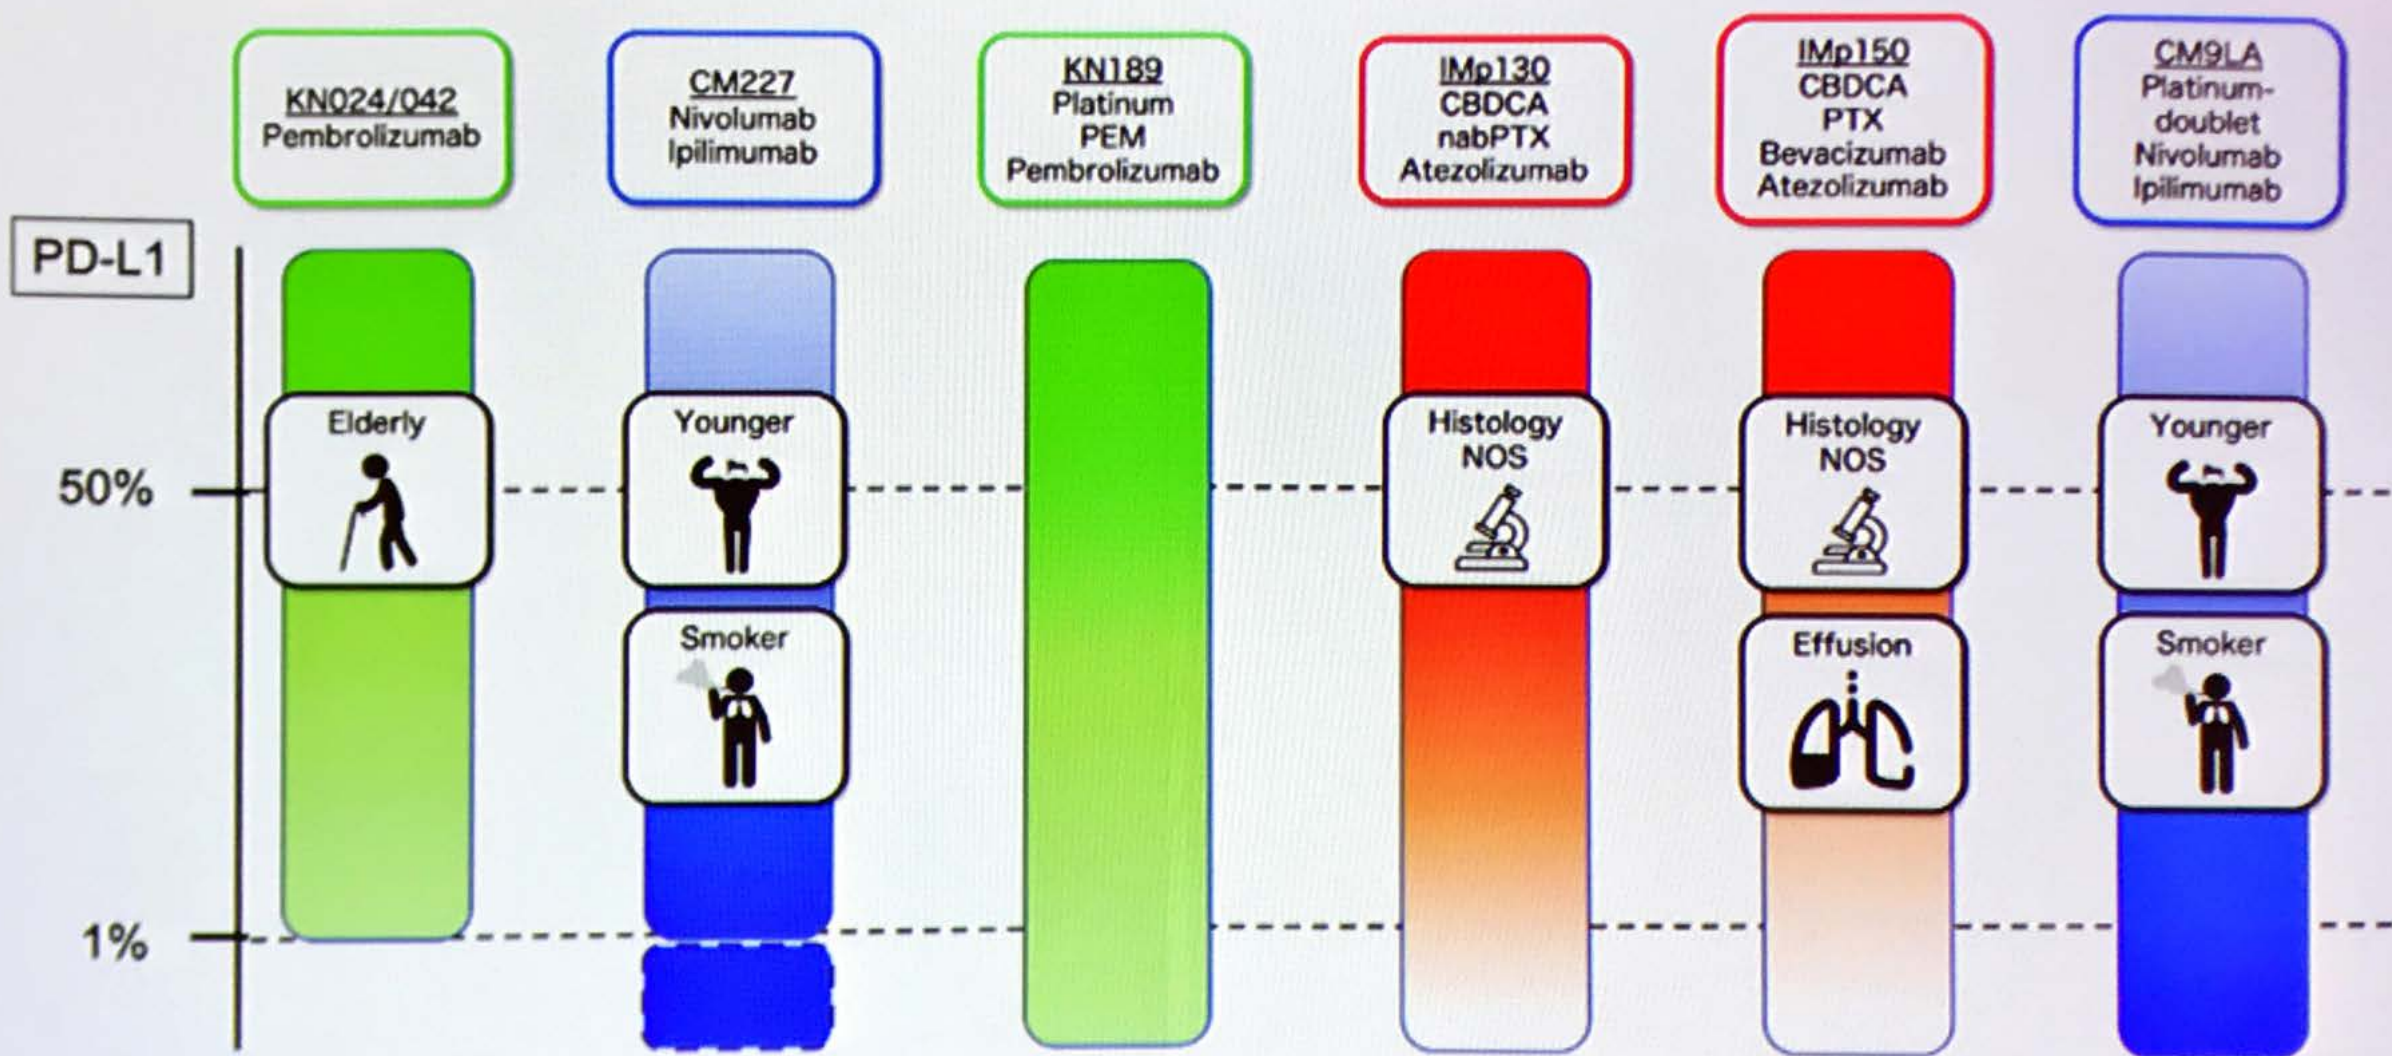 KN024/042
Pembrolizumab
CM227
Nivolumab
Ipilimumab
KN189
Platinum
PEM
Pembrolizumab
IMp130
CBDCA
nabPTX
Atezolizumab
IMp150
CBDCA
PTX
Bevacizumab
Atezolizumab
CM9LA
Platinum-
doublet
Nivolumab
Ipilimumab
PD-L1
50%
1%
Elderly
Younger
Smoker
Histology
NOS
Histology
NOS
Effusion
Younger
Smoker